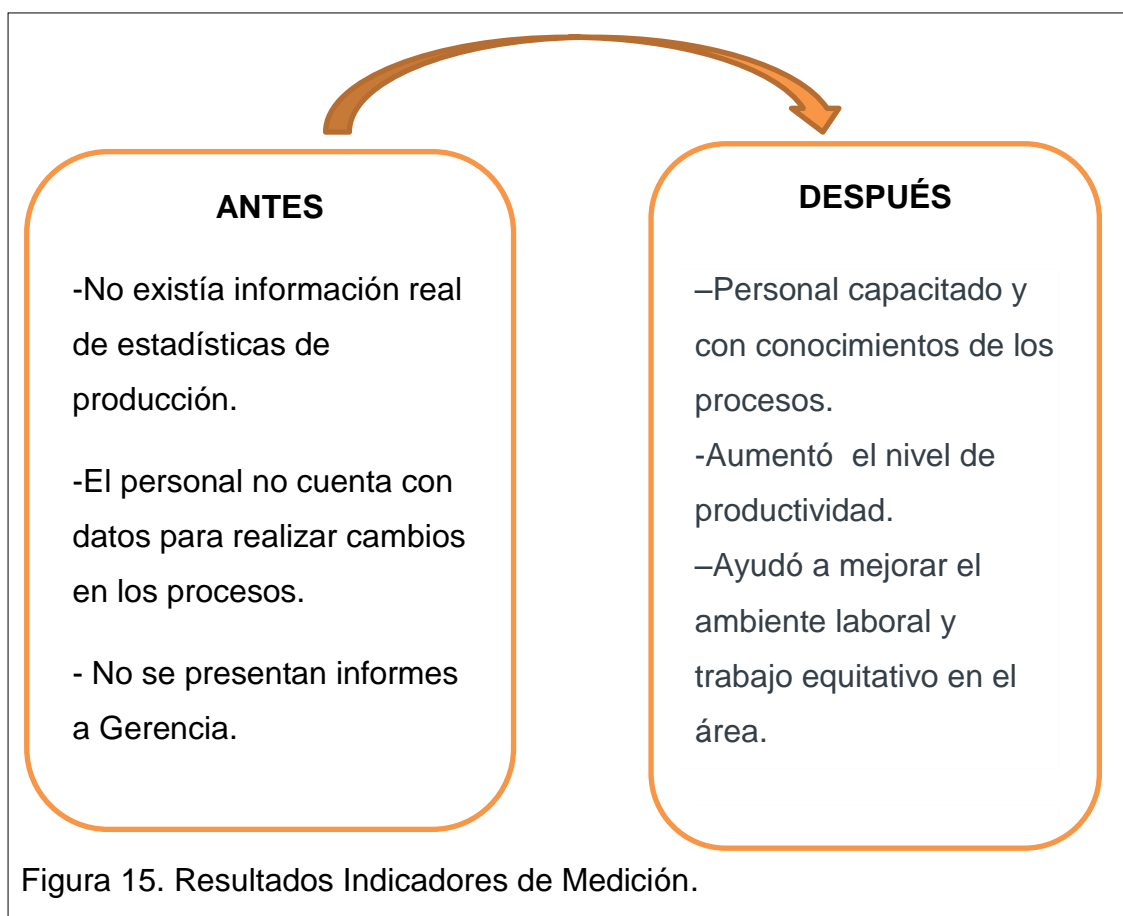 ANTES
-No existía información real
de estadísticas de
producción.
-El personal no cuenta con
datos para realizar cambios
en los procesos.
- No se presentan informes
a Gerencia.
DESPUÉS
–Personal capacitado y
con conocimientos de los
procesos.
-Aumentó  el nivel de
productividad.
–Ayudó a mejorar el
ambiente laboral y
trabajo equitativo en el
área.
Figura 15. Resultados Indicadores de Medición.